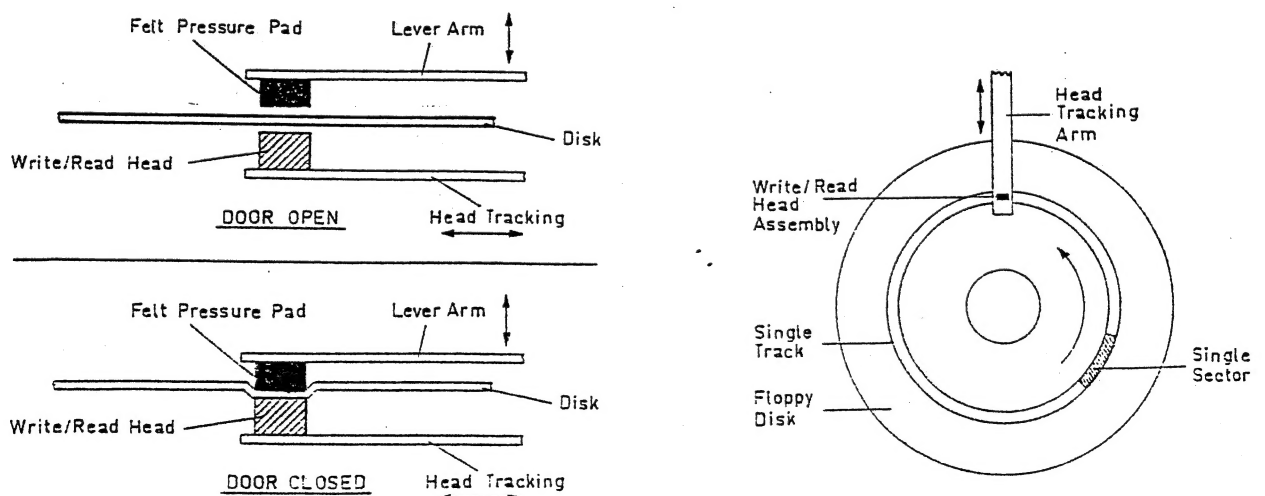 Felt Pressure Pad
Lever Arm
Disk
Write/Read Head
DOOR OPEN
Head Tracking
Felt Pressure Pad
Lever Arm
Disk
Write/Read Head
DOOR CLOSED
Head Tracking
Head
Tracking
Arm
Write/Read
Head
Assembly
Single
Track
Single
Sector
Floppy
Disk